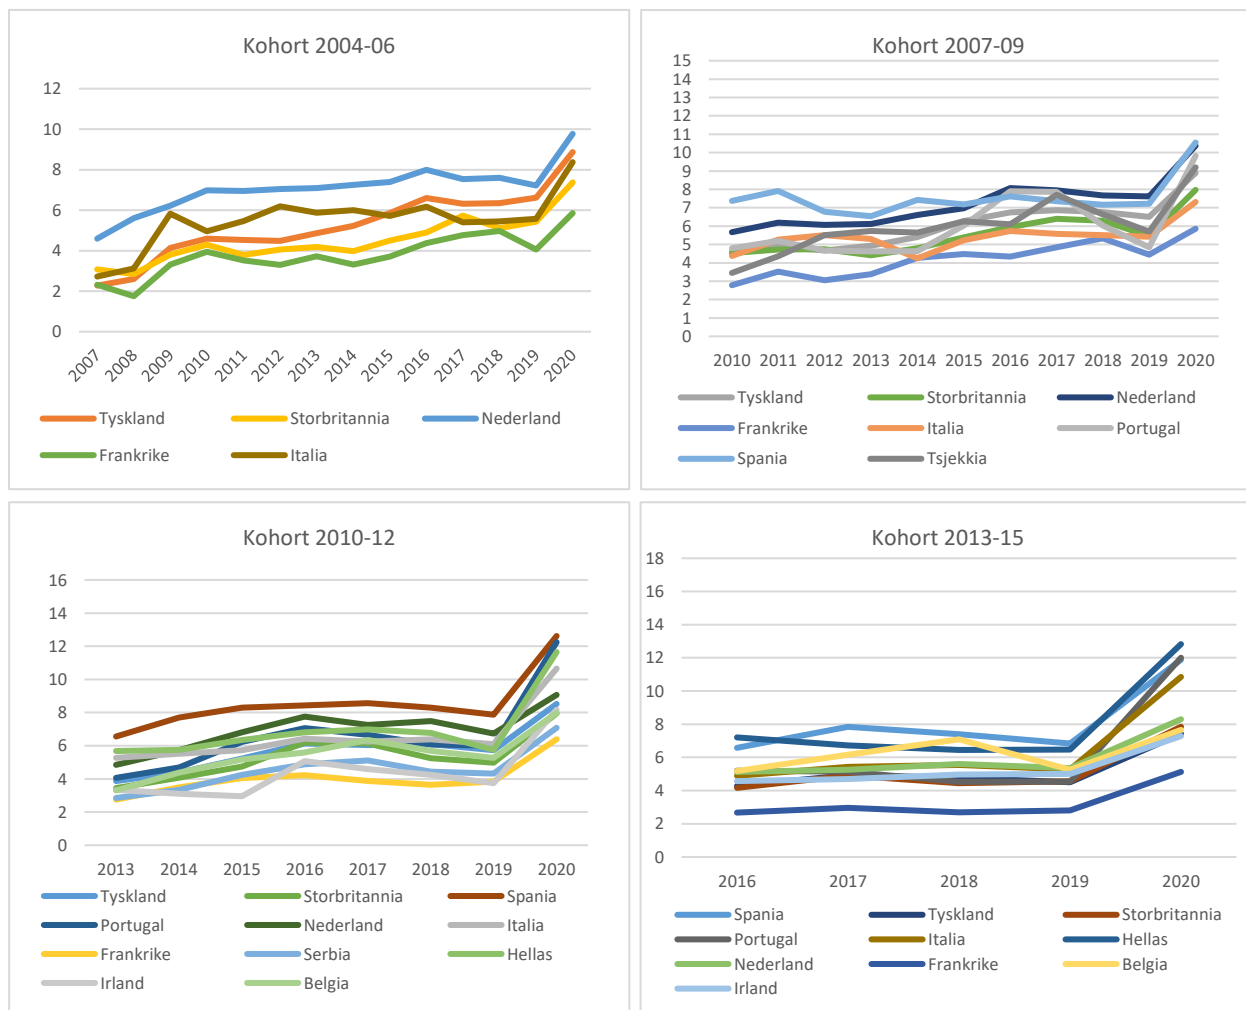 Kohort 2004-06
12
10
8
6
4
2
0
2007 2008 2009 2010 2011 2012 2013 2014 2015 2016 2017 2018 2019 2020
Tyskland Storbritannia Nederland
Frankrike Italia
Kohort 2007-09
15
14
13
12
11
10
9
8
7
6
5
4
3
2
1
0
2010 2011 2012 2013 2014 2015 2016 2017 2018 2019 2020
Tyskland Storbritannia Nederland
Frankrike Italia Portugal
Spania Tsjekkia
Kohort 2010-12
16
14
12
10
8
6
4
2
0
2013 2014 2015 2016 2017 2018 2019 2020
Tyskland Storbritannia Spania
Portugal Nederland Italia
Frankrike Serbia Hellas
Irland Belgia
Kohort 2013-15
18
16
14
12
10
8
6
4
2
0
2016 2017 2018 2019 2020
Spania Tyskland Storbritannia
Portugal Italia Hellas
Nederland Frankrike Belgia
Irland